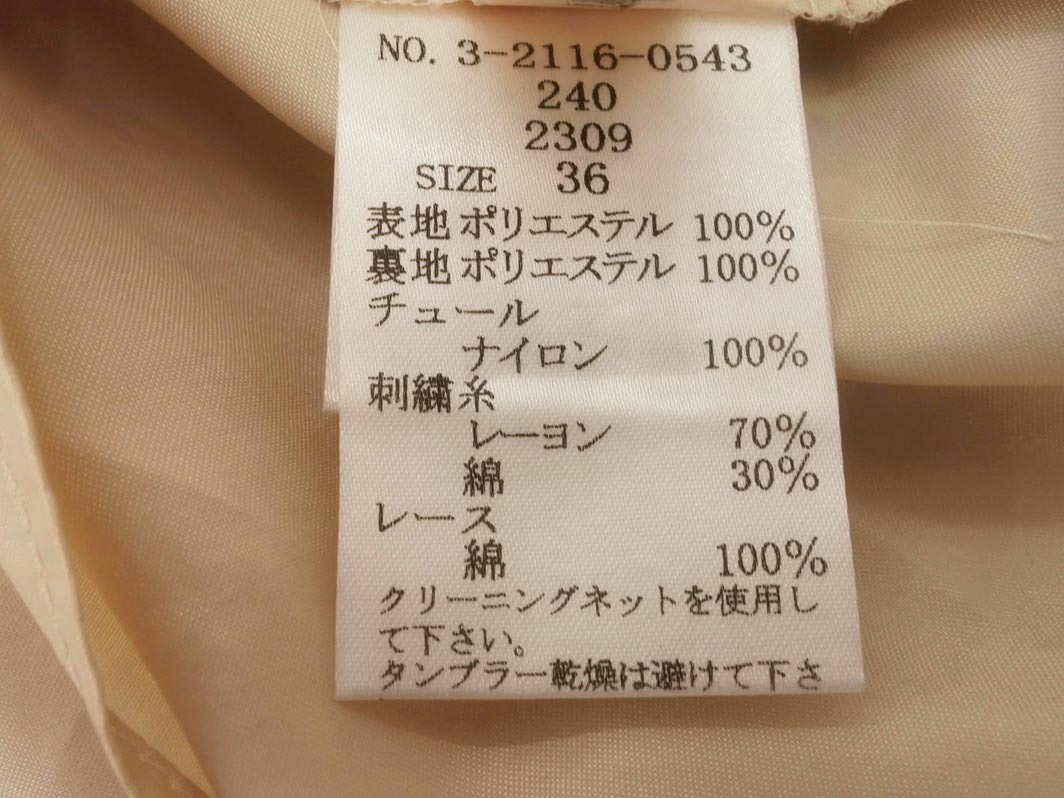 NO. 3-2116-0543
240
2309
SIZE 36
表地 ポリエステル 100%
裏地 ポリエステル 100%
チュール
ナイロン 100%
刺繍糸
レーヨン 70%
綿 30%
レース
綿 100%
クリーニングネットを使用し
て下さい。
タンブラー乾燥は避けて下さ